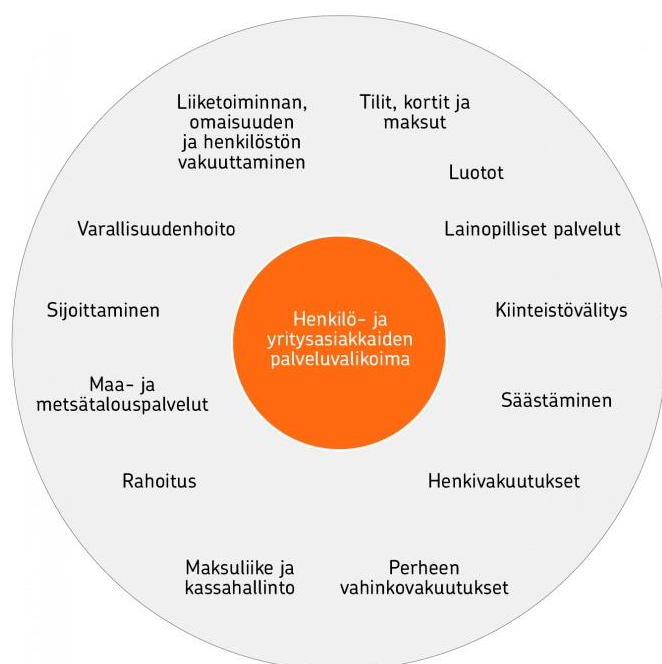 Liiketoiminnan,
omaisuuden
ja henkilöstön
vakuuttaminen
Tilit, kortit ja
maksut
Luotot
Varallisuudenhoito
Lainopilliset palvelut
Sijoittaminen
Kiinteistövälitys
Henkilö- ja
yritysasiakkaiden
palveluvalikoima
Maa- ja
metsätalouspalvelut
Säästäminen
Rahoitus
Henkivakuutukset
Maksuliike ja
kassahallinto
Perheen
vahinkovakuutukset